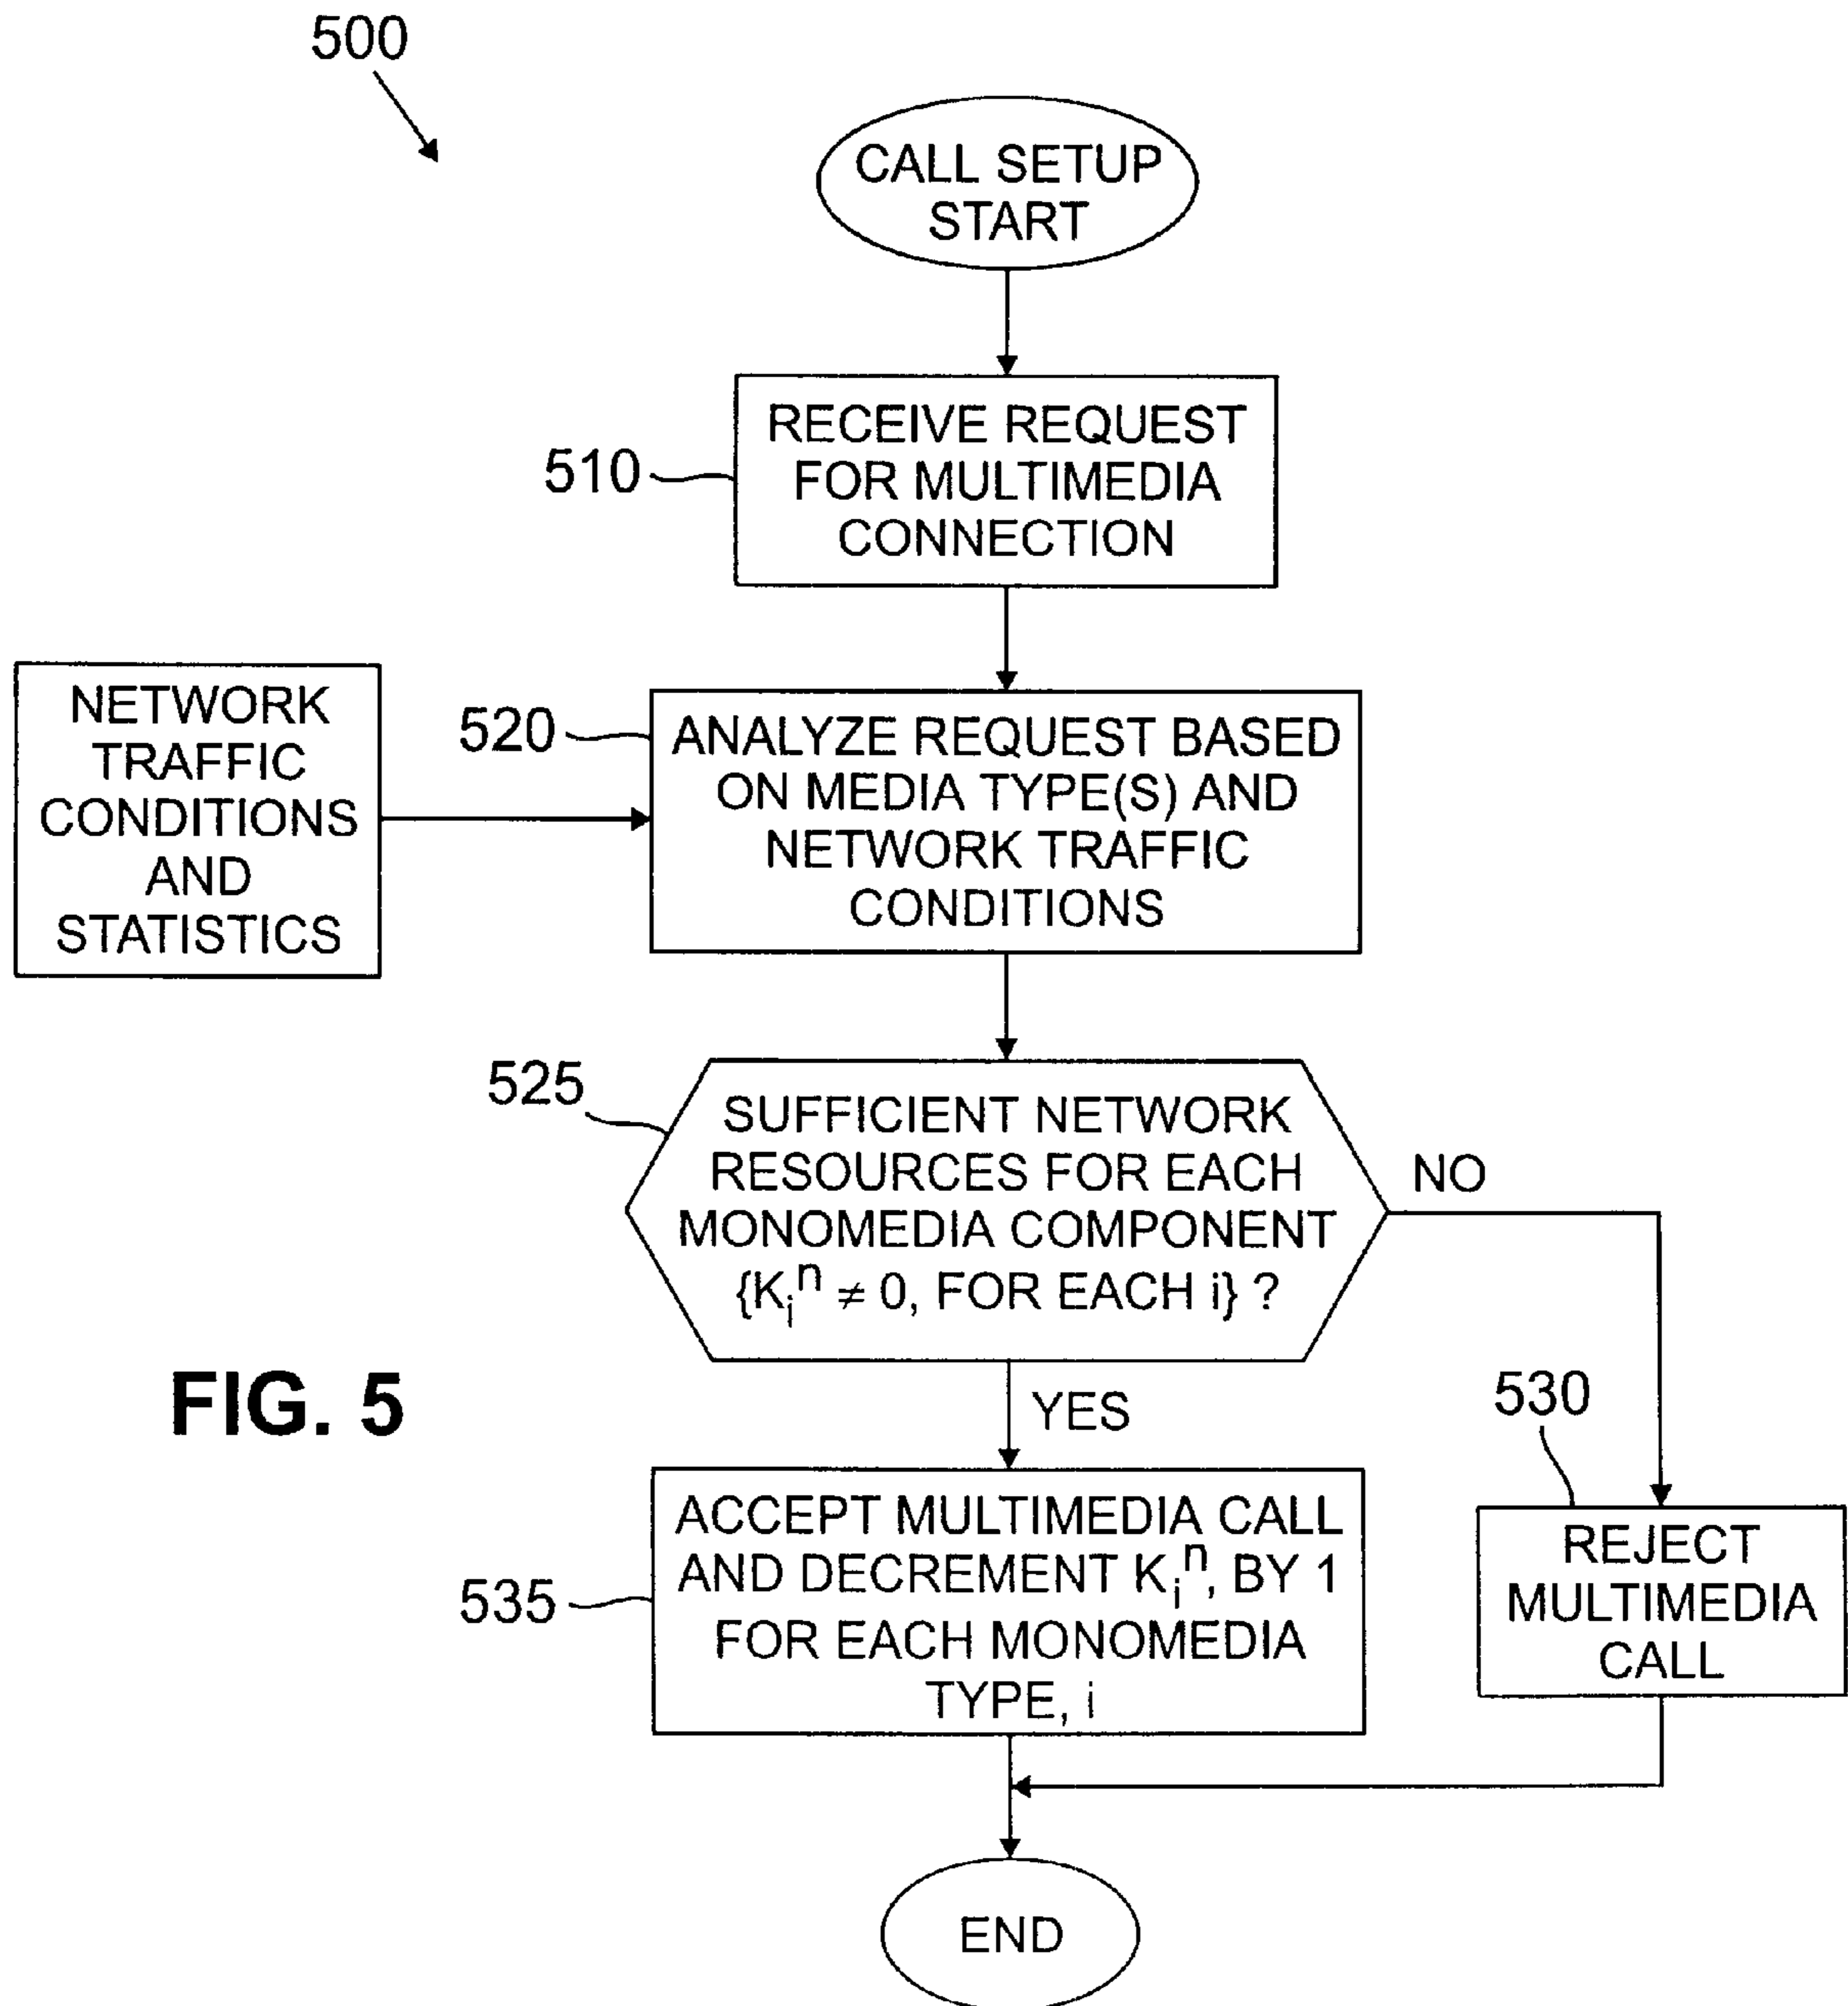 500
CALL SETUP
START
RECEIVE REQUEST
FOR MULTIMEDIA
CONNECTION
510
NETWORK
TRAFFIC
CONDITIONS
AND
STATISTICS
520
ANALYZE REQUEST BASED
ON MEDIA TYPE(S) AND
NETWORK TRAFFIC
CONDITIONS
525
SUFFICIENT NETWORK
RESOURCES FOR EACH
MONOMEDIA COMPONENT
{K_i^n ≠ 0, FOR EACH i} ?
NO
YES
FIG. 5
530
ACCEPT MULTIMEDIA CALL
AND DECREMENT K_i^n, BY 1
FOR EACH MONOMEDIA
TYPE, i
535
REJECT
MULTIMEDIA
CALL
END